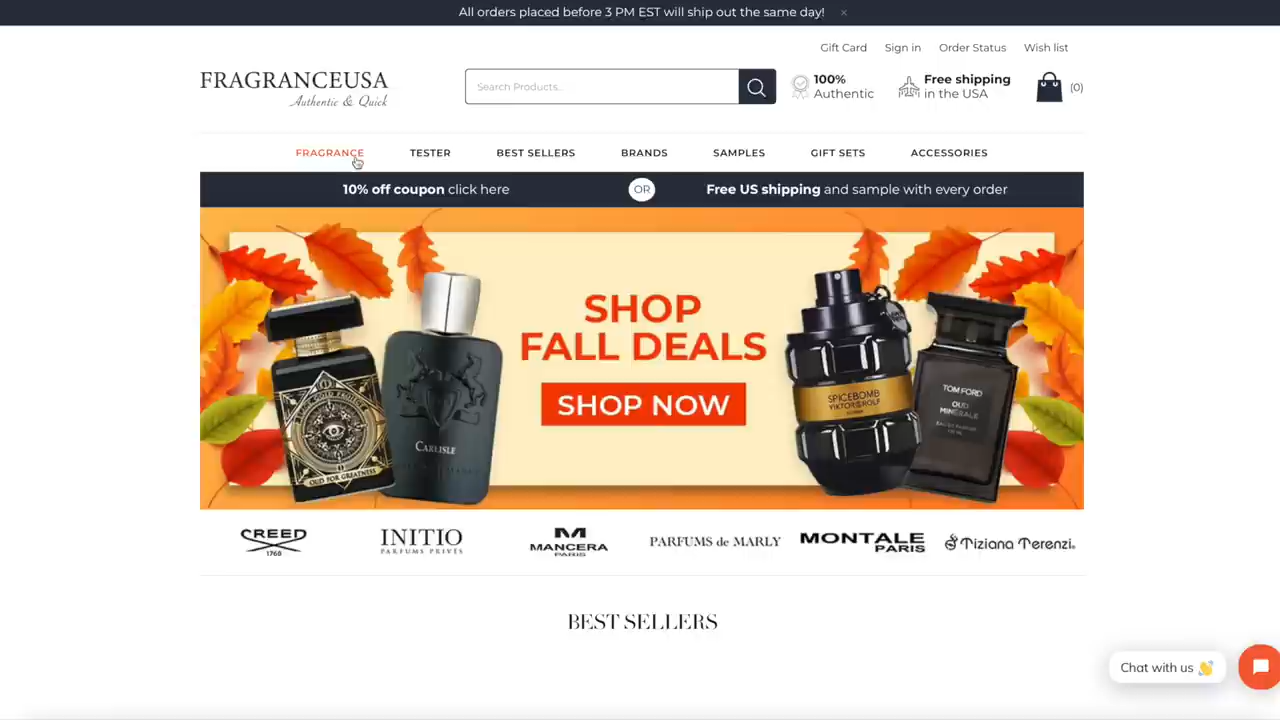 All orders placed before 3 PM EST will ship out the same day! ×
Gift Card Sign in Order Status Wish list
FRAGRANCEUSA
Authentic & Quick
Search Products...
100%
Authentic
Free shipping
in the USA
(0)
FRAGRANCE TESTER BEST SELLERS BRANDS SAMPLES GIFT SETS ACCESSORIES
10% off coupon click here OR Free US shipping and sample with every order
SHOP
FALL DEALS
SHOP NOW
OUD FOR GREATNESS
CARLISLE
SPICEBOMB
VIKTOR&ROLF
TOM FORD
OUD
MINÉRALE
CREED
1760
INITIO
PARFUMS PRIVÉS
MANCERA
PARIS
PARFUMS de MARLY
MONTALE
PARIS
Tiziana Terenzi
BEST SELLERS
Chat with us 👋